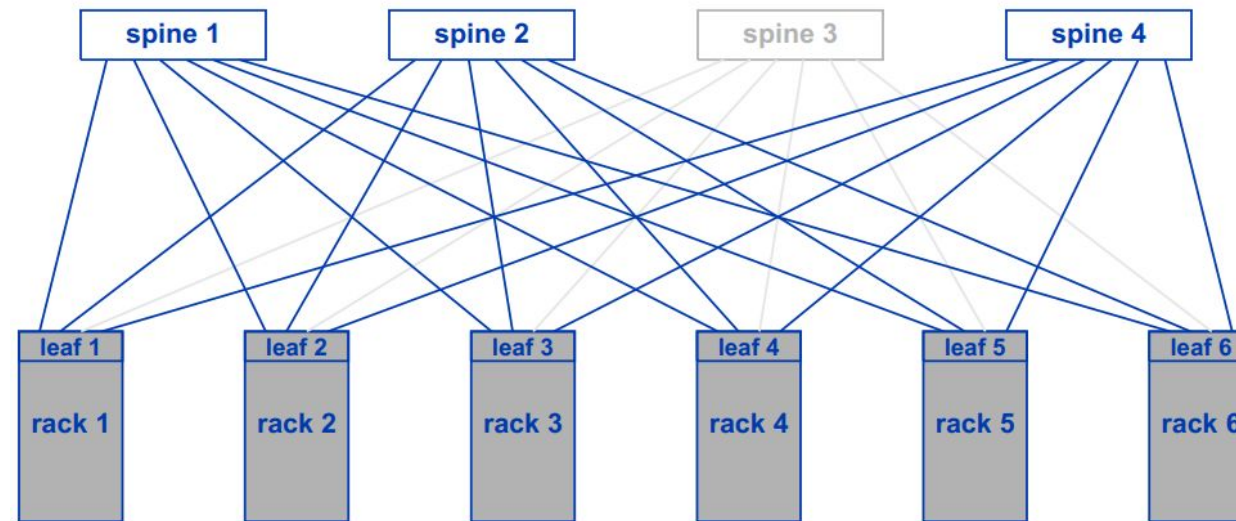 spine 1
spine 2
spine 3
spine 4
leaf 1
leaf 2
leaf 3
leaf 4
leaf 5
leaf 6
rack 1
rack 2
rack 3
rack 4
rack 5
rack 6